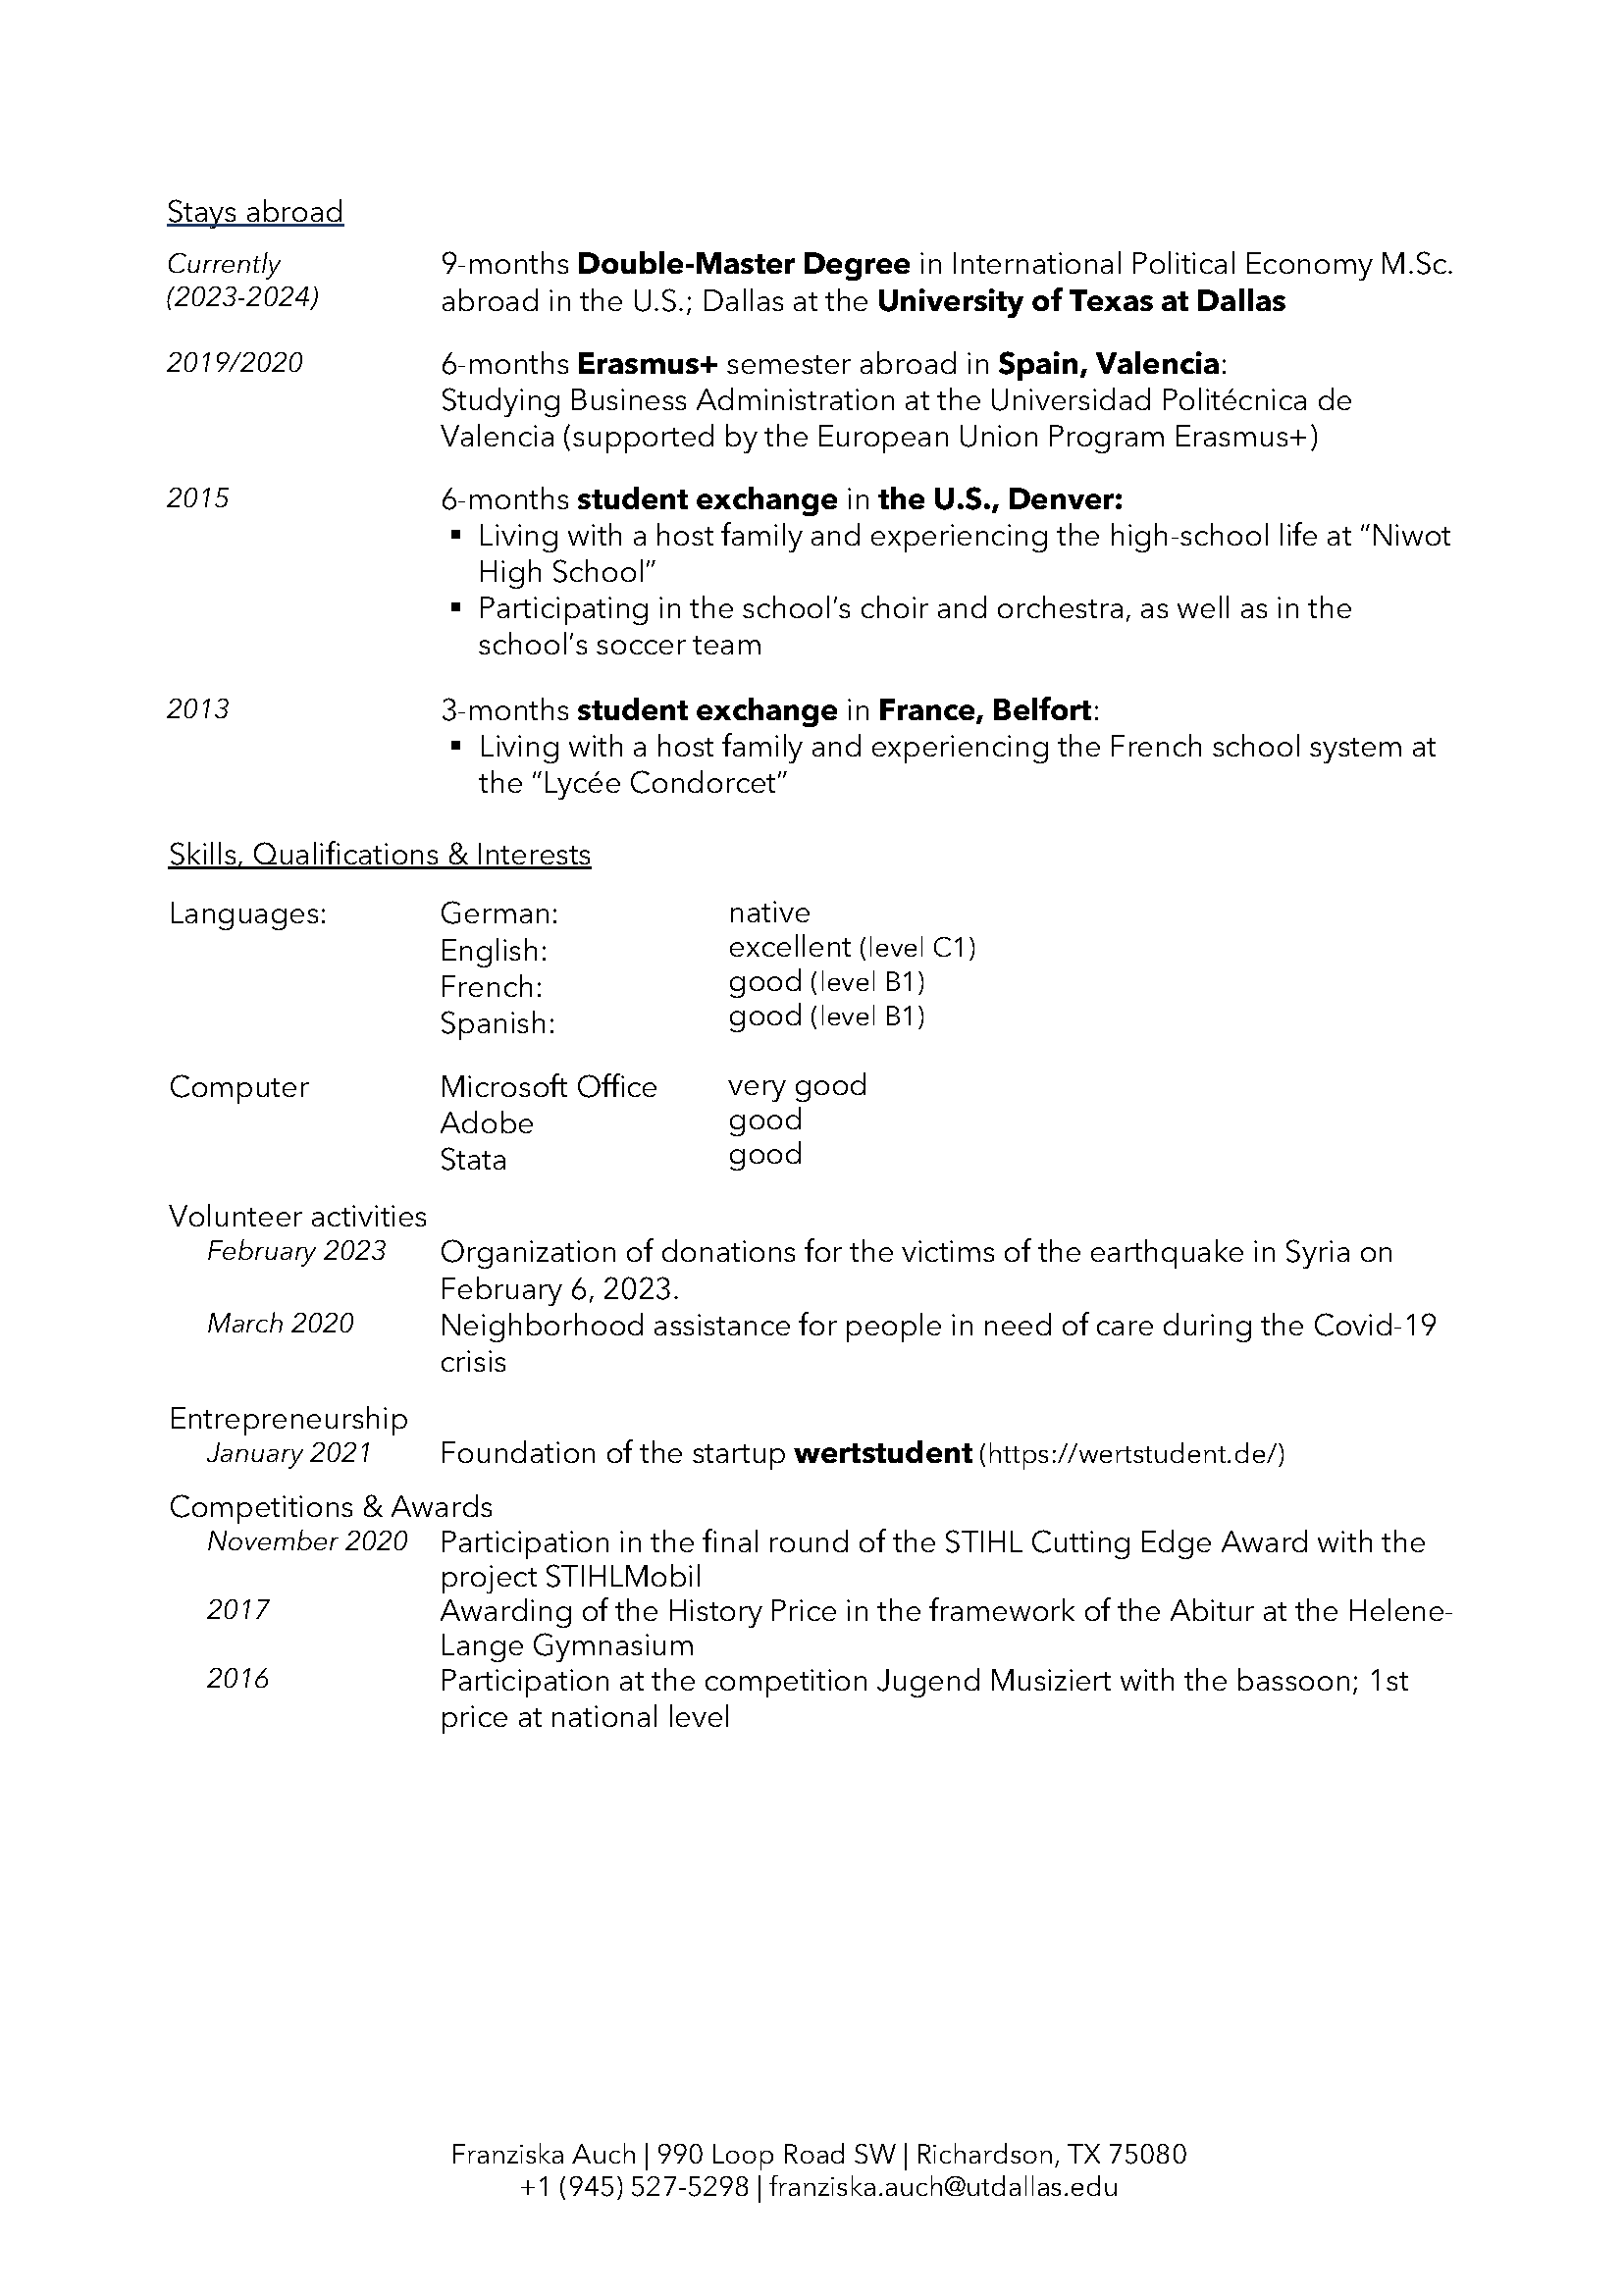 Stays abroad
Currently
(2023-2024)
9-months Double-Master Degree in International Political Economy M.Sc.
abroad in the U.S.; Dallas at the University of Texas at Dallas
2019/2020
6-months Erasmus+ semester abroad in Spain, Valencia:
Studying Business Administration at the Universidad Politécnica de
Valencia (supported by the European Union Program Erasmus+)
2015
6-months student exchange in the U.S., Denver:
▪ Living with a host family and experiencing the high-school life at “Niwot
High School”
▪ Participating in the school’s choir and orchestra, as well as in the
school’s soccer team
2013
3-months student exchange in France, Belfort:
▪ Living with a host family and experiencing the French school system at
the “Lycée Condorcet”
Skills, Qualifications & Interests
Languages: German: native
English: excellent (level C1)
French: good (level B1)
Spanish: good (level B1)
Computer Microsoft Office very good
Adobe good
Stata good
Volunteer activities
February 2023 Organization of donations for the victims of the earthquake in Syria on
February 6, 2023.
March 2020 Neighborhood assistance for people in need of care during the Covid-19
crisis
Entrepreneurship
January 2021 Foundation of the startup wertstudent (https://wertstudent.de/)
Competitions & Awards
November 2020 Participation in the final round of the STIHL Cutting Edge Award with the
project STIHLMobil
2017 Awarding of the History Price in the framework of the Abitur at the Helene-
Lange Gymnasium
2016 Participation at the competition Jugend Musiziert with the bassoon; 1st
price at national level
Franziska Auch | 990 Loop Road SW | Richardson, TX 75080
+1 (945) 527-5298 | franziska.auch@utdallas.edu